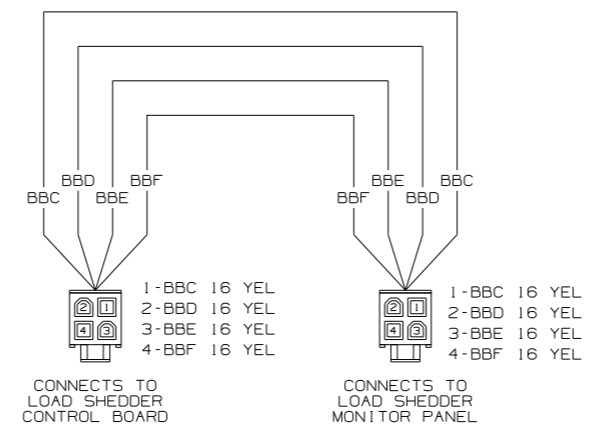 BBD BBF BBE BBC
BBC BBE BBF BBD
1-BBC 16 YEL
2-BBD 16 YEL
3-BBE 16 YEL
4-BBF 16 YEL
2 1
4 3
1-BBC 16 YEL
2-BBD 16 YEL
3-BBE 16 YEL
4-BBF 16 YEL
2 1
4 3
CONNECTS TO
LOAD SHEDDER
CONTROL BOARD
CONNECTS TO
LOAD SHEDDER
MONITOR PANEL